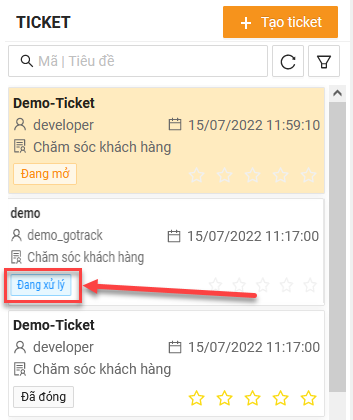 TICKET
+ Tạo ticket
Mã | Tiêu đề
Demo-Ticket
developer 15/07/2022 11:59:10
Chăm sóc khách hàng
Đang mở
demo
demo_gotrack 15/07/2022 11:17:00
Chăm sóc khách hàng
Đang xử lý
Demo-Ticket
developer 15/07/2022 11:17:00
Chăm sóc khách hàng
Đã đóng